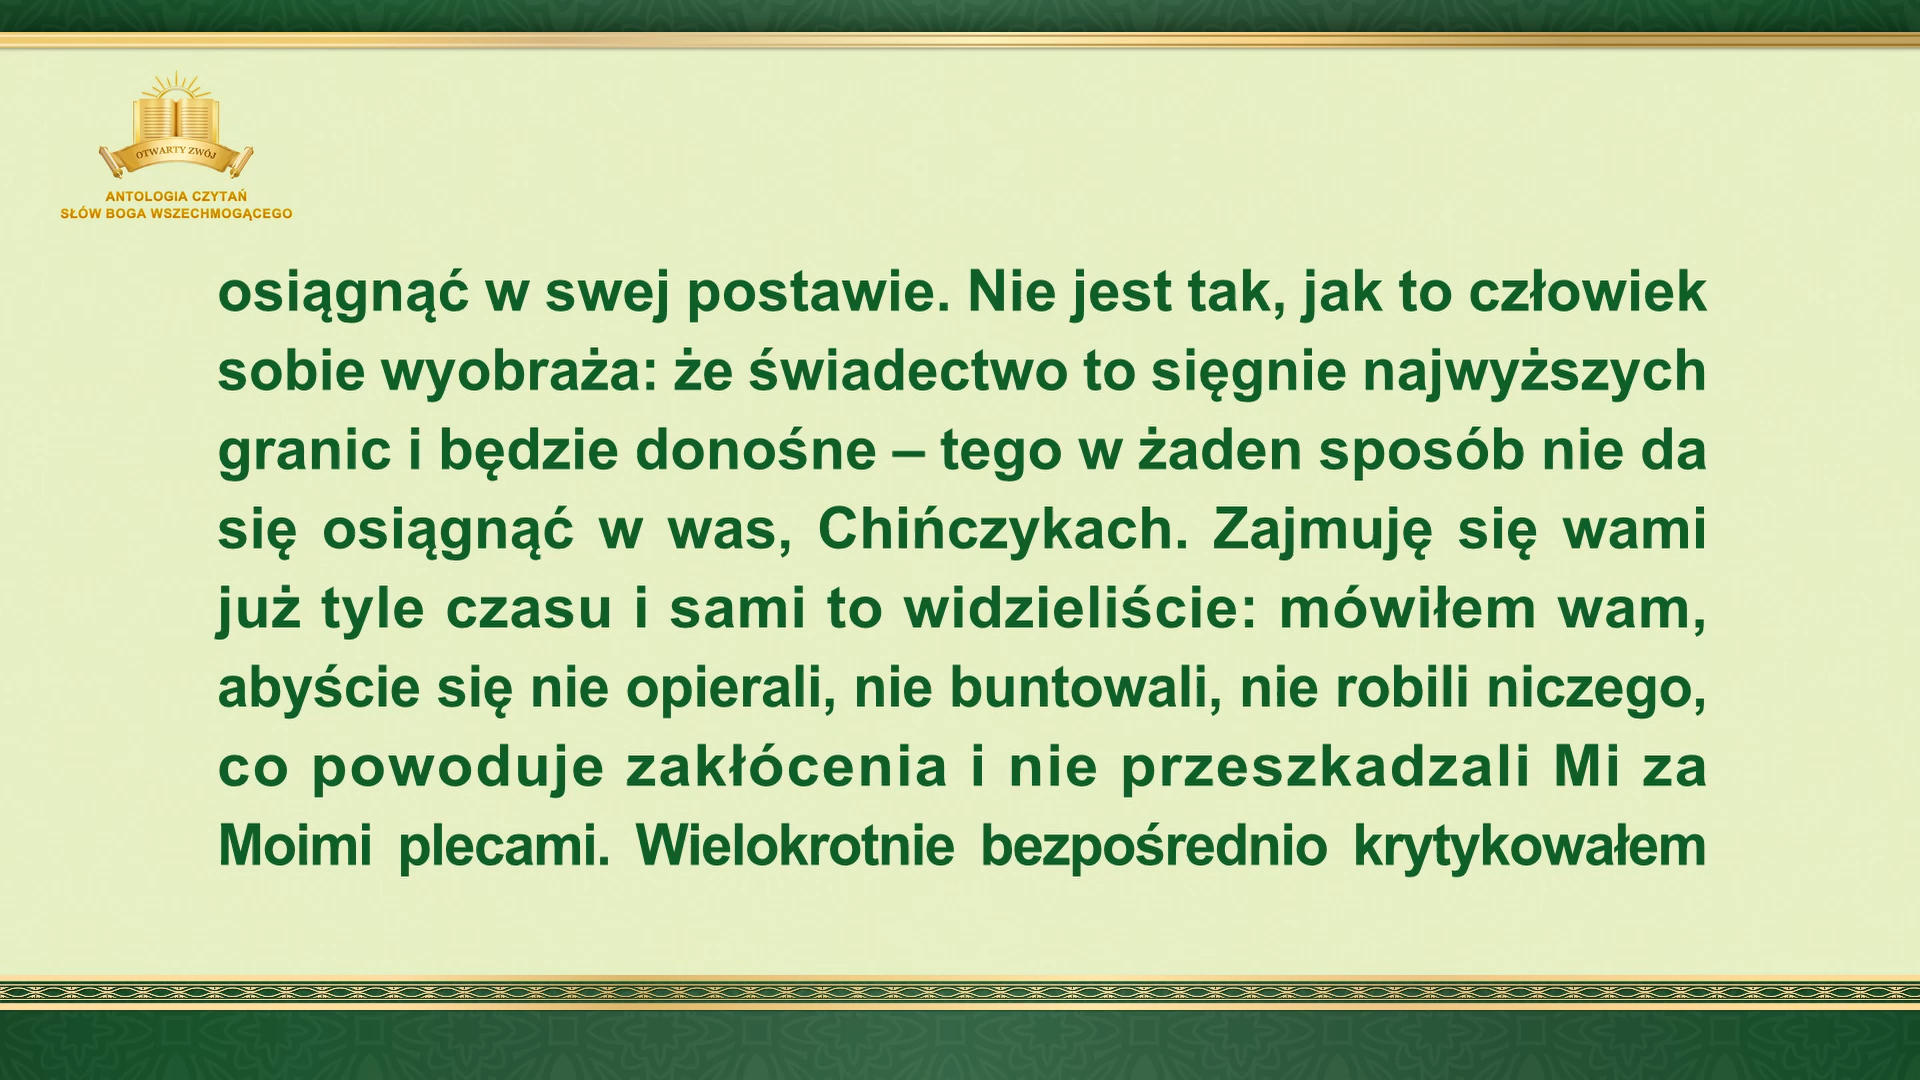 OTWARTY ZWÓJ
ANTOLOGIA CZYTAŃ
SŁÓW BOGA WSZECHMOGĄCEGO
osiągnąć w swej postawie. Nie jest tak, jak to człowiek
sobie wyobraża: że świadectwo to sięgnie najwyższych
granic i będzie donośne – tego w żaden sposób nie da
się osiągnąć w was, Chińczykach. Zajmuję się wami
już tyle czasu i sami to widzieliście: mówiłem wam,
abyście się nie opierali, nie buntowali, nie robili niczego,
co powoduje zakłócenia i nie przeszkadzali Mi za
Moimi plecami. Wielokrotnie bezpośrednio krytykowałem